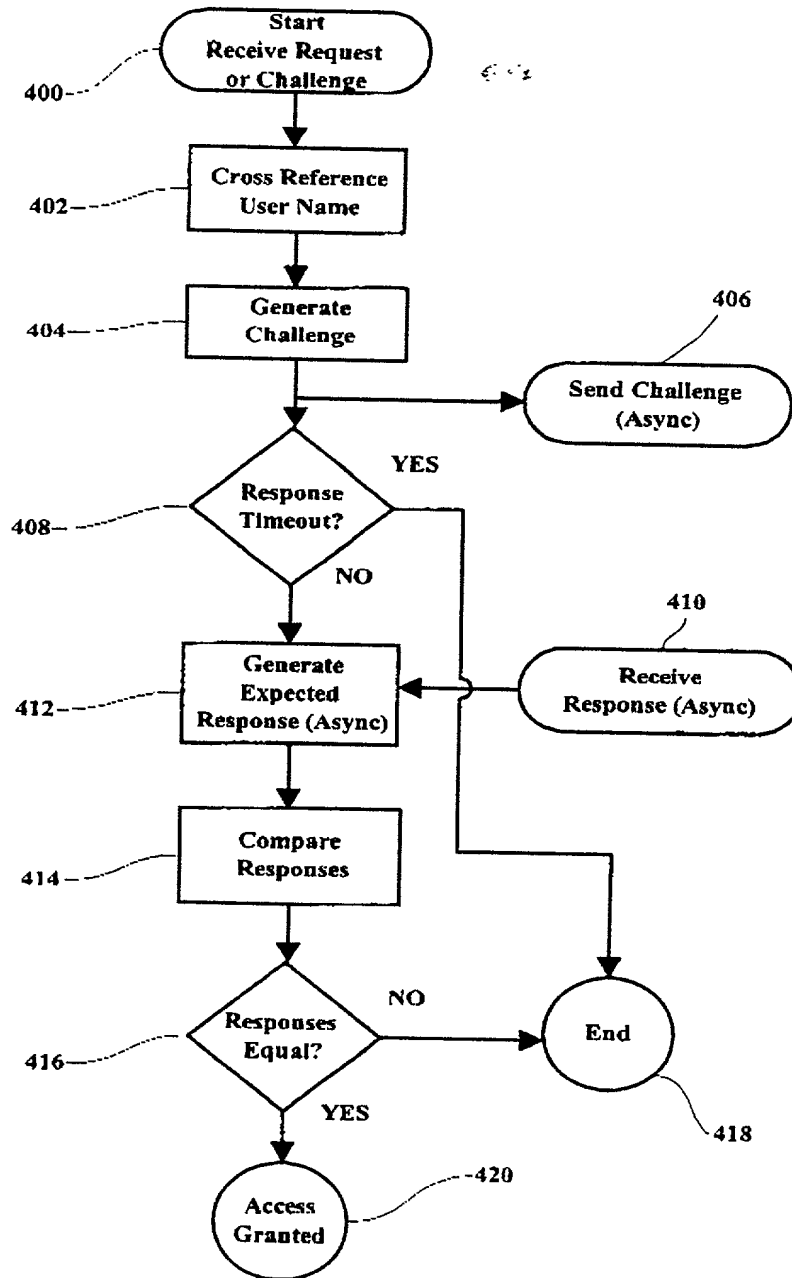 Start
Receive Request
or Challenge
400
Cross Reference
User Name
402
Generate
Challenge
404
406
Send Challenge
(Async)
YES
Response
Timeout?
408
NO
410
Generate
Expected
Response (Async)
412
Receive
Response (Async)
Compare
Responses
414
NO
Responses
Equal?
416
End
YES
418
420
Access
Granted